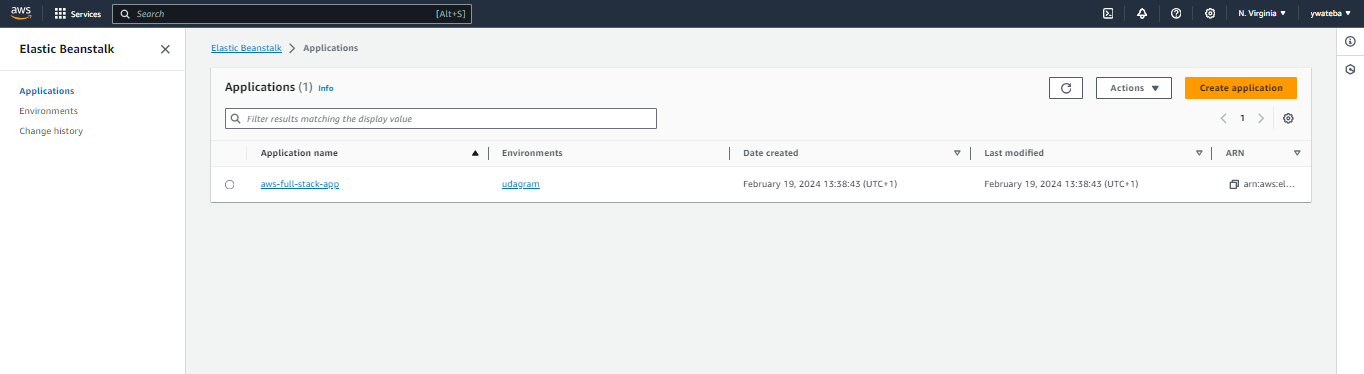 aws Services Search [Alt+S] N. Virginia ywateba
Elastic Beanstalk
Applications
Environments
Change history
Elastic Beanstalk Applications
Applications (1) Info Actions Create application
Filter results matching the display value 1
Application name Environments Date created Last modified ARN
aws-full-stack-app udagram February 19, 2024 13:38:43 (UTC+1) February 19, 2024 13:38:43 (UTC+1) arn:aws:el...